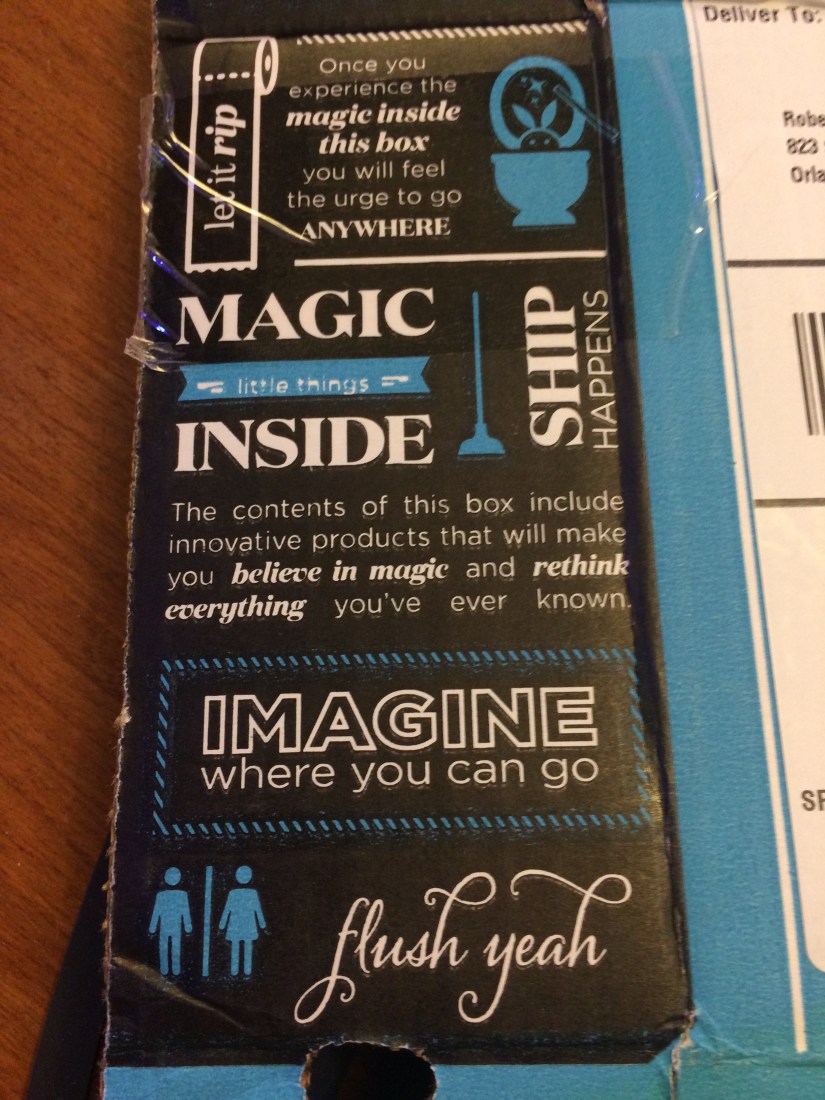 Deliver To:
Once you
experience the
magic inside
this box
you will feel
the urge to go
ANYWHERE
let it rip
823
MAGIC
little things
INSIDE
SHIP
HAPPENS
The contents of this box include
innovative products that will make
you believe in magic and rethink
everything you've ever known.
IMAGINE
where you can go
flush yeah